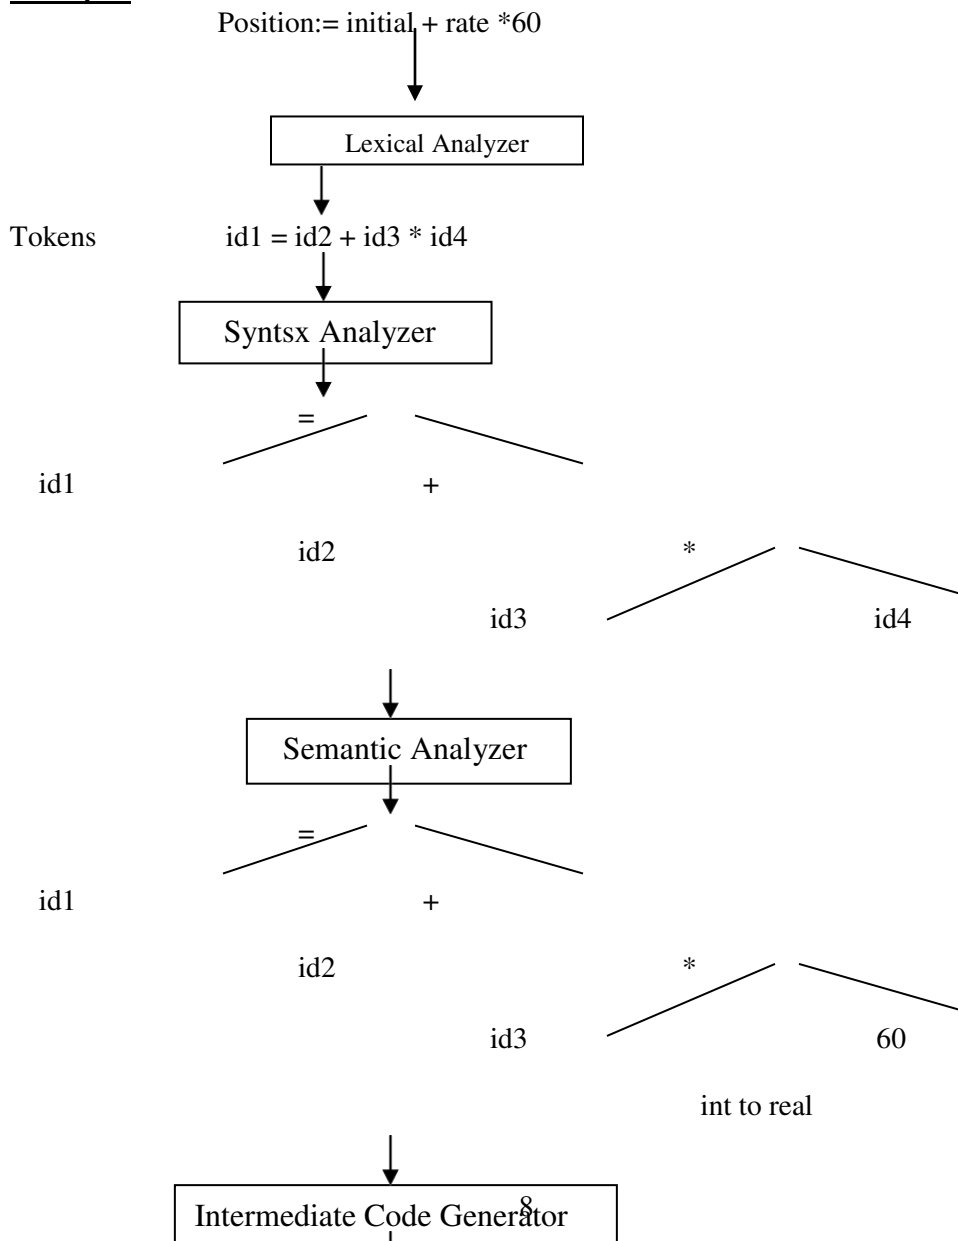 Position:= initial + rate *60
Lexical Analyzer
Tokens id1 = id2 + id3 * id4
Syntsx Analyzer
=
id1 +
id2 *
id3 id4
Semantic Analyzer
=
id1 +
id2 *
id3 60
int to real
8
Intermediate Code Generator